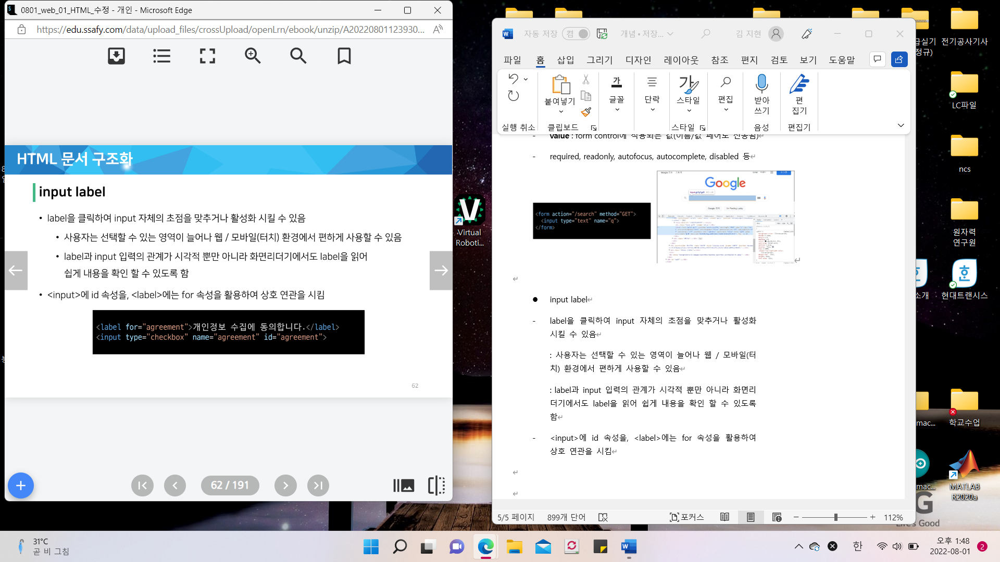 0801_web_01_HTML_수정 - 개인 - Microsoft Edge
https://edu.ssafy.com/data/upload_files/crossUpload/openLrn/ebook/unzip/A20220801123930...
HTML 문서 구조화
input label
• label을 클릭하여 input 자체의 초점을 맞추거나 활성화 시킬 수 있음
• 사용자는 선택할 수 있는 영역이 늘어나 웹 / 모바일(터치) 환경에서 편하게 사용할 수 있음
• label과 input 입력의 관계가 시각적 뿐만 아니라 화면리더기에서도 label을 읽어
쉽게 내용을 확인 할 수 있도록 함
• <input>에 id 속성을, <label>에는 for 속성을 활용하여 상호 연관을 시킴
<label for="agreement">개인정보 수집에 동의합니다.</label>
<input type="checkbox" name="agreement" id="agreement">
62
62 / 191
Virtual
Roboti...
자동 저장
켬
개념 • 저장...
김 지현
파일 홈 삽입 그리기 디자인 레이아웃 참조 편지 검토 보기 도움말
붙여넣기
가
글꼴
단락
가
스타일
편집
받아
쓰기
편
집기
실행 취소
클립보드
스타일
음성
편집기
- value : form control에 적용되는 값(이름/값 페어로 전송됨)
- required, readonly, autofocus, autocomplete, disabled 등
<form action="/search" method="GET">
<input type="text" name="q">
</form>
Google
● input label
- label을 클릭하여 input 자체의 초점을 맞추거나 활성화
시킬 수 있음
: 사용자는 선택할 수 있는 영역이 늘어나 웹 / 모바일(터
치) 환경에서 편하게 사용할 수 있음
: label과 input 입력의 관계가 시각적 뿐만 아니라 화면리
더기에서도 label을 읽어 쉽게 내용을 확인 할 수 있도록
함
- <input>에 id 속성을, <label>에는 for 속성을 활용하여
상호 연관을 시킴
5/5 페이지
899개 단어
포커스
112%
급실기
정규)
전기공사기사
LC파일
ncs
원자력
연구원
소개
현대트랜시스
mac...
학교수업
mac...
MATLAB
R2020a
G
Life's Good
31°C
곧 비 그침
한
오후 1:48
2022-08-01
2